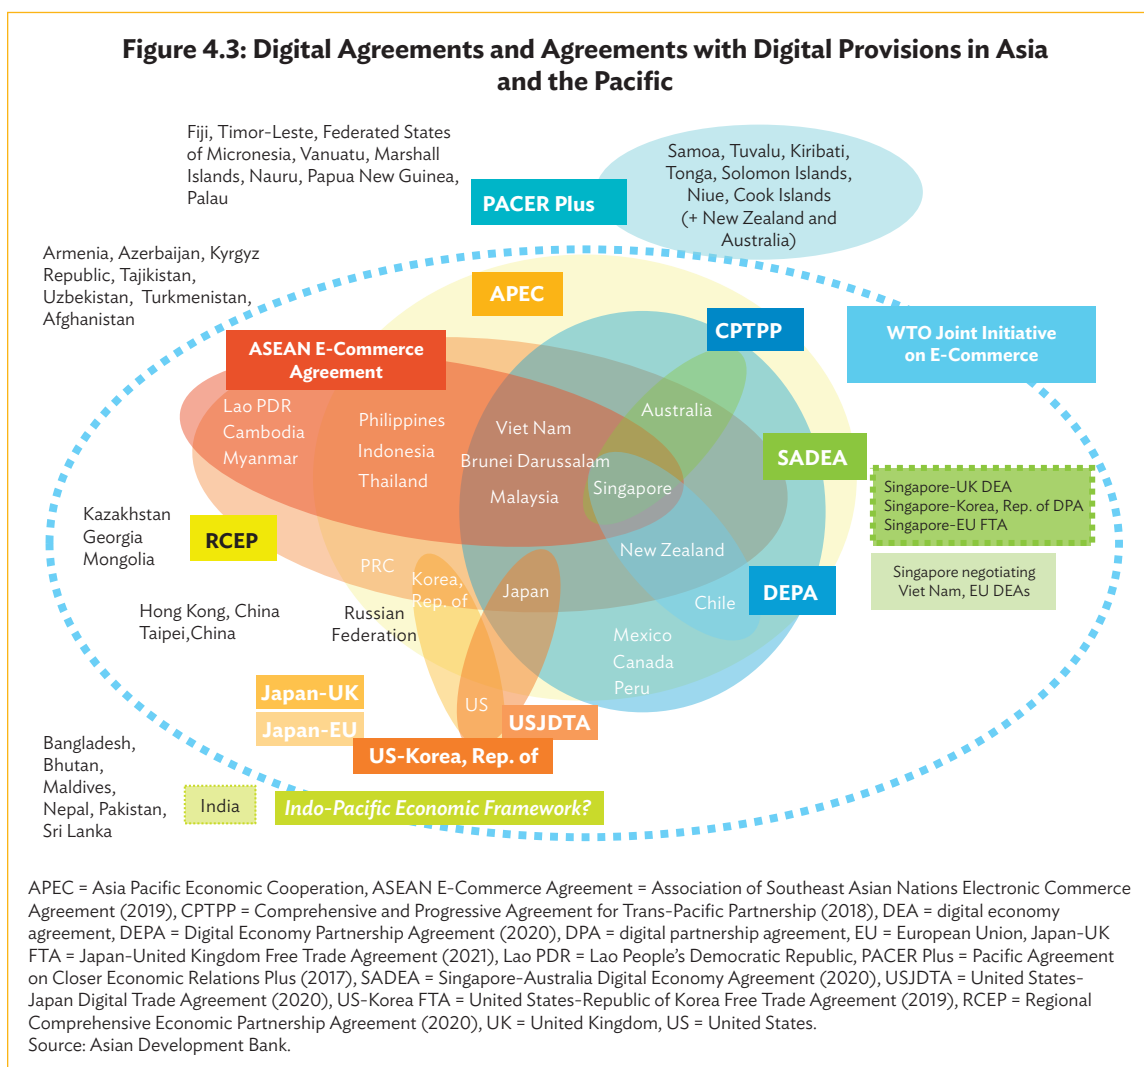 Figure 4.3: Digital Agreements and Agreements with Digital Provisions in Asia
and the Pacific
Fiji, Timor-Leste, Federated States
of Micronesia, Vanuatu, Marshall
Islands, Nauru, Papua New Guinea,
Palau
PACER Plus
Samoa, Tuvalu, Kiribati,
Tonga, Solomon Islands,
Niue, Cook Islands
(+ New Zealand and
Australia)
Armenia, Azerbaijan, Kyrgyz
Republic, Tajikistan,
Uzbekistan, Turkmenistan,
Afghanistan
APEC
CPTPP
WTO Joint Initiative
on E-Commerce
ASEAN E-Commerce
Agreement
Lao PDR
Cambodia
Myanmar
Philippines
Indonesia
Thailand
Viet Nam
Brunei Darussalam
Malaysia
Australia
Singapore
SADEA
Singapore-UK DEA
Singapore-Korea, Rep. of DPA
Singapore-EU FTA
Kazakhstan
Georgia
Mongolia
RCEP
PRC
Korea,
Rep. of
Japan
New Zealand
Chile
DEPA
Singapore negotiating
Viet Nam, EU DEAs
Hong Kong, China
Taipei,China
Russian
Federation
Mexico
Canada
Peru
Japan-UK
Japan-EU
US
USJDTA
US-Korea, Rep. of
Bangladesh,
Bhutan,
Maldives,
Nepal, Pakistan,
Sri Lanka
India
Indo-Pacific Economic Framework?
APEC = Asia Pacific Economic Cooperation, ASEAN E-Commerce Agreement = Association of Southeast Asian Nations Electronic Commerce
Agreement (2019), CPTPP = Comprehensive and Progressive Agreement for Trans-Pacific Partnership (2018), DEA = digital economy
agreement, DEPA = Digital Economy Partnership Agreement (2020), DPA = digital partnership agreement, EU = European Union, Japan-UK
FTA = Japan-United Kingdom Free Trade Agreement (2021), Lao PDR = Lao People's Democratic Republic, PACER Plus = Pacific Agreement
on Closer Economic Relations Plus (2017), SADEA = Singapore-Australia Digital Economy Agreement (2020), USJDTA = United States-
Japan Digital Trade Agreement (2020), US-Korea FTA = United States-Republic of Korea Free Trade Agreement (2019), RCEP = Regional
Comprehensive Economic Partnership Agreement (2020), UK = United Kingdom, US = United States.
Source: Asian Development Bank.